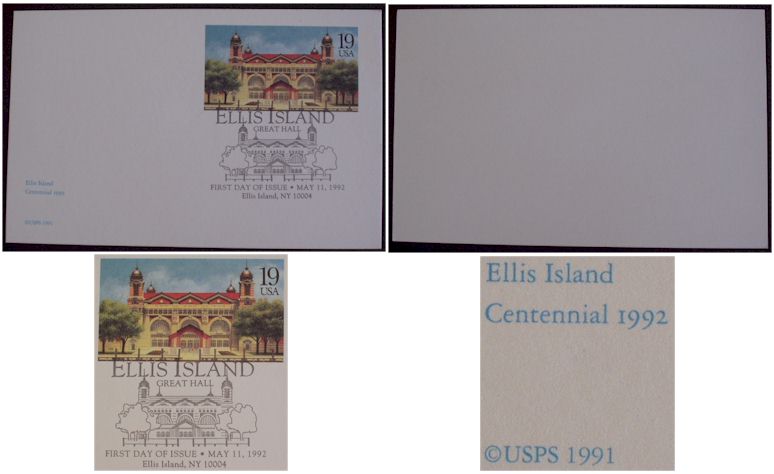 19
USA
ELLIS ISLAND
GREAT HALL
FIRST DAY OF ISSUE • MAY 11, 1992
Ellis Island, NY 10004
Ellis Island
Centennial 1992
©USPS 1991
19
USA
ELLIS ISLAND
GREAT HALL
FIRST DAY OF ISSUE • MAY 11, 1992
Ellis Island, NY 10004
Ellis Island
Centennial 1992
©USPS 1991